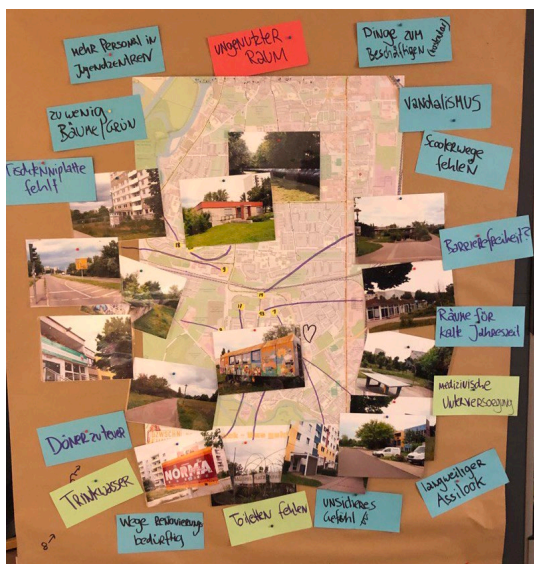 MEHR PERSONAL IN
JUGENDZENTREN
UNGENUTZTER
RAUM
DINGE ZUM
BESCHÄFTIGEN
ZU WENIG
BÄUME/GRÜN
VANDALISMUS
Scooterwege
fehlen
Tischtennisplatte
fehlt!
Barrierefreiheit?
RÄUME FÜR
kalte Jahreszeit
medizinische
Unterversorgung
DÖNER ZU TEUER
NORMA
TRINKWASSER
Wege Renovierungs
bedürftig
Toiletten fehlen
UNSICHERES
Gefühl
langweiliger
ASSILOOK